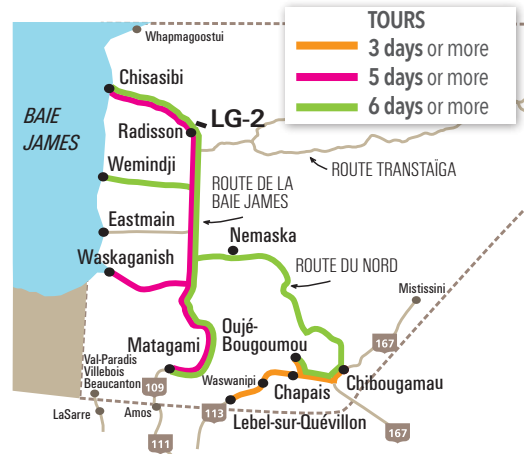 TOURS
3 days or more
5 days or more
6 days or more
Whapmagoostui
Chisasibi
BAIE
JAMES
LG-2
Radisson
ROUTE TRANSTAÏGA
Wemindji
ROUTE DE LA
BAIE JAMES
Eastmain
Nemaska
Waskaganish
ROUTE DU NORD
Mistissini
Oujé-
Bougoumou
167
Matagami
Val-Paradis
Villebois
Beaucanton
109
Waswanipi
Chapais
Chibougamau
LaSarre
Amos
113
Lebel-sur-Quévillon
111
167